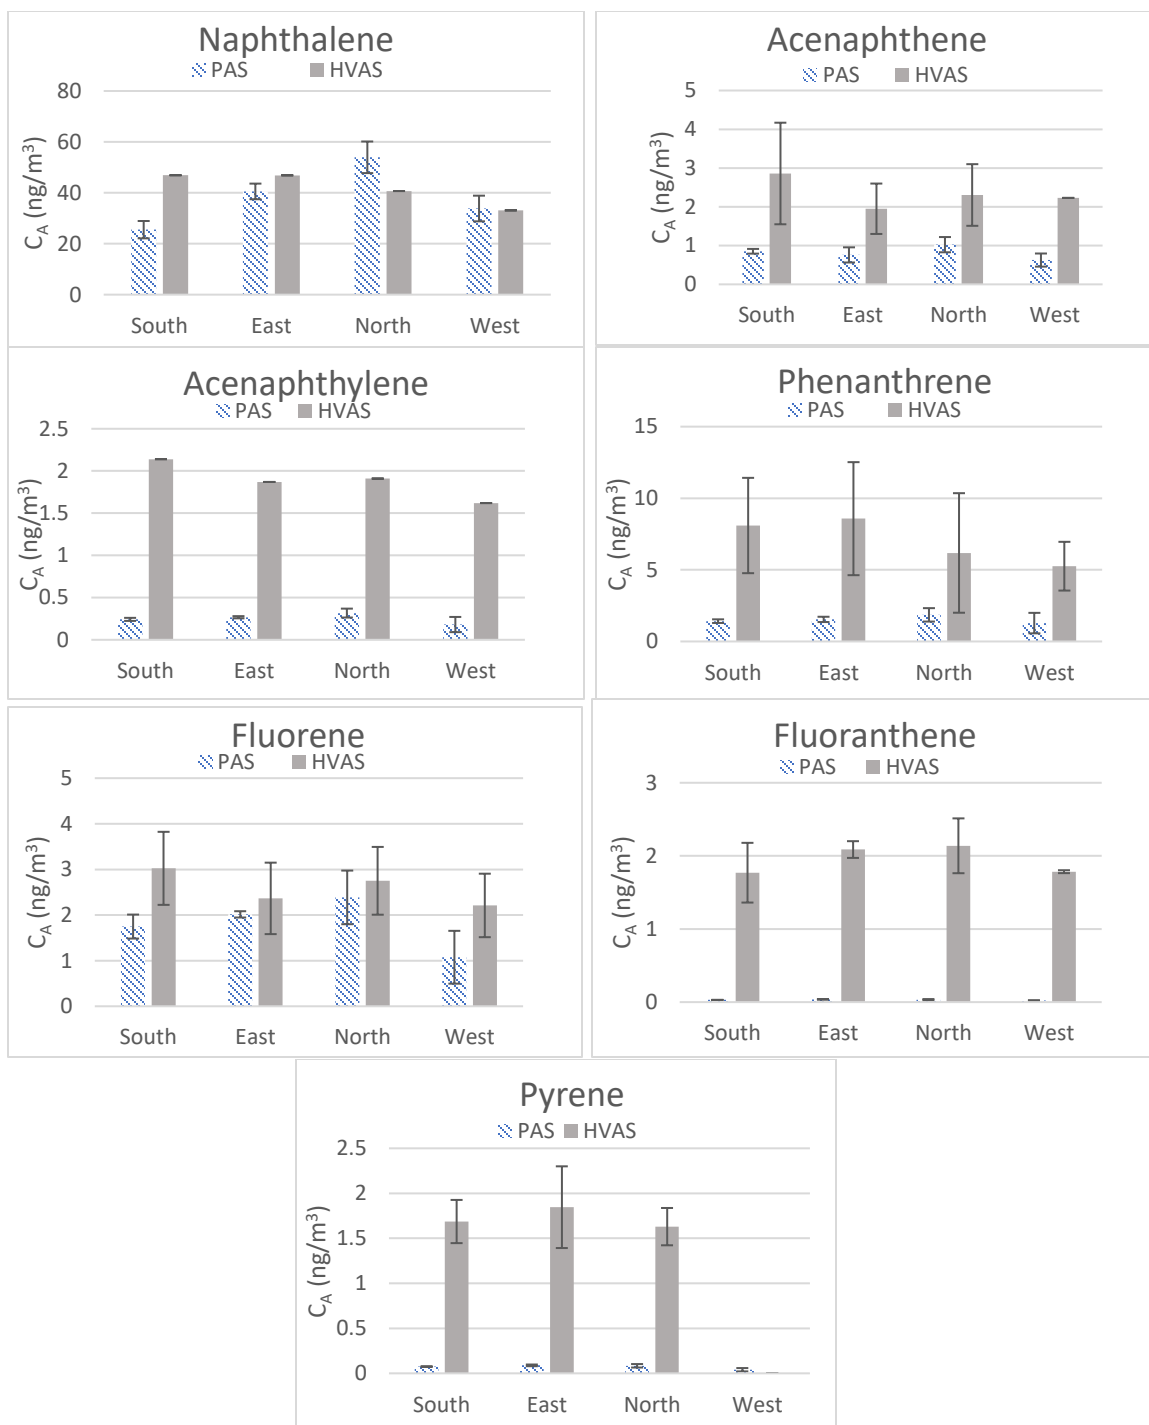 Naphthalene
PAS HVAS
C_A (ng/m³)
80
60
40
20
0
South East North West
Acenaphthene
PAS HVAS
C_A (ng/m³)
5
4
3
2
1
0
South East North West
Acenaphthylene
PAS HVAS
C_A (ng/m³)
2.5
2
1.5
1
0.5
0
South East North West
Phenanthrene
PAS HVAS
C_A (ng/m³)
15
10
5
0
South East North West
Fluorene
PAS HVAS
C_A (ng/m³)
5
4
3
2
1
0
South East North West
Fluoranthene
PAS HVAS
C_A (ng/m³)
3
2
1
0
South East North West
Pyrene
PAS HVAS
C_A (ng/m³)
2.5
2
1.5
1
0.5
0
South East North West